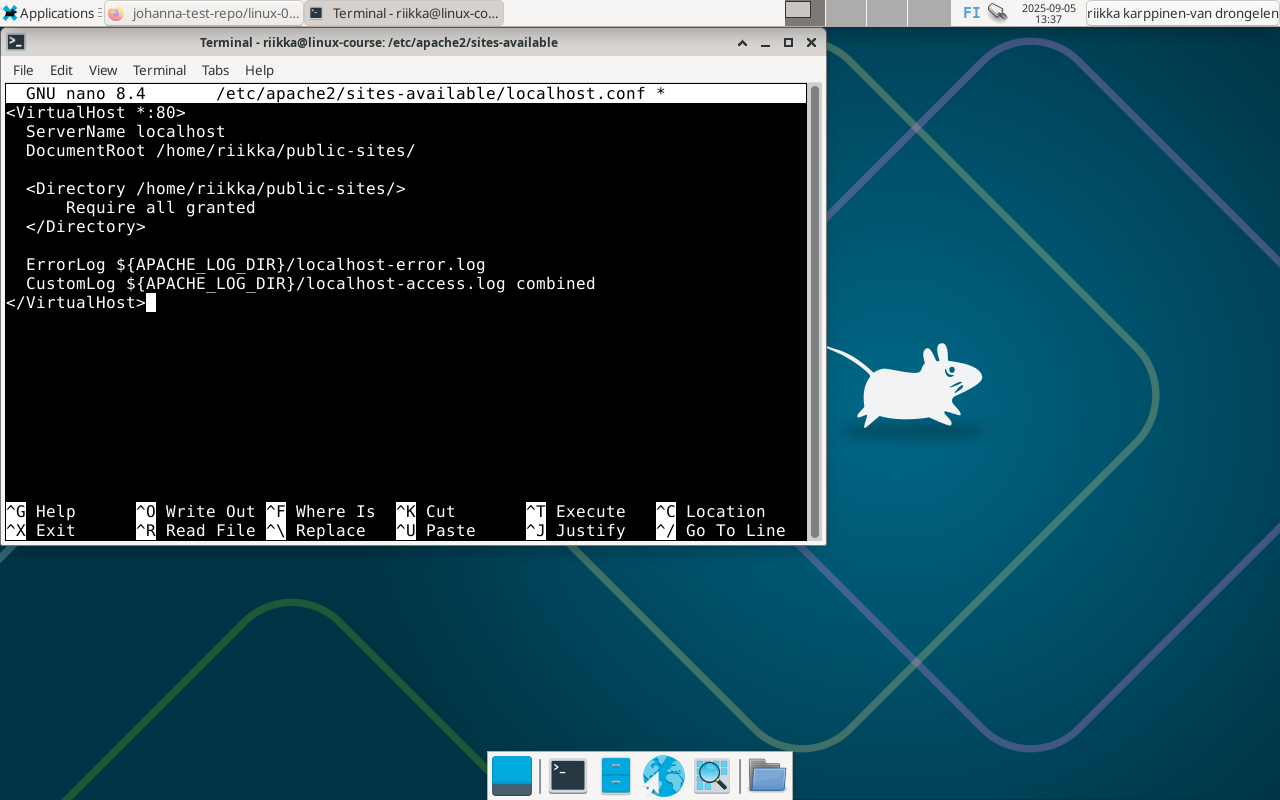 Applications
johanna-test-repo/linux-0...
Terminal - riikka@linux-co...
FI
2025-09-05
13:37
riikka karppinen-van drongelen
Terminal - riikka@linux-course: /etc/apache2/sites-available
File Edit View Terminal Tabs Help
GNU nano 8.4 /etc/apache2/sites-available/localhost.conf *
<VirtualHost *:80>
  ServerName localhost
  DocumentRoot /home/riikka/public-sites/

  <Directory /home/riikka/public-sites/>
      Require all granted
  </Directory>

  ErrorLog ${APACHE_LOG_DIR}/localhost-error.log
  CustomLog ${APACHE_LOG_DIR}/localhost-access.log combined
</VirtualHost>
^G Help ^O Write Out ^F Where Is ^K Cut ^T Execute ^C Location
^X Exit ^R Read File ^\ Replace ^U Paste ^J Justify ^/ Go To Line